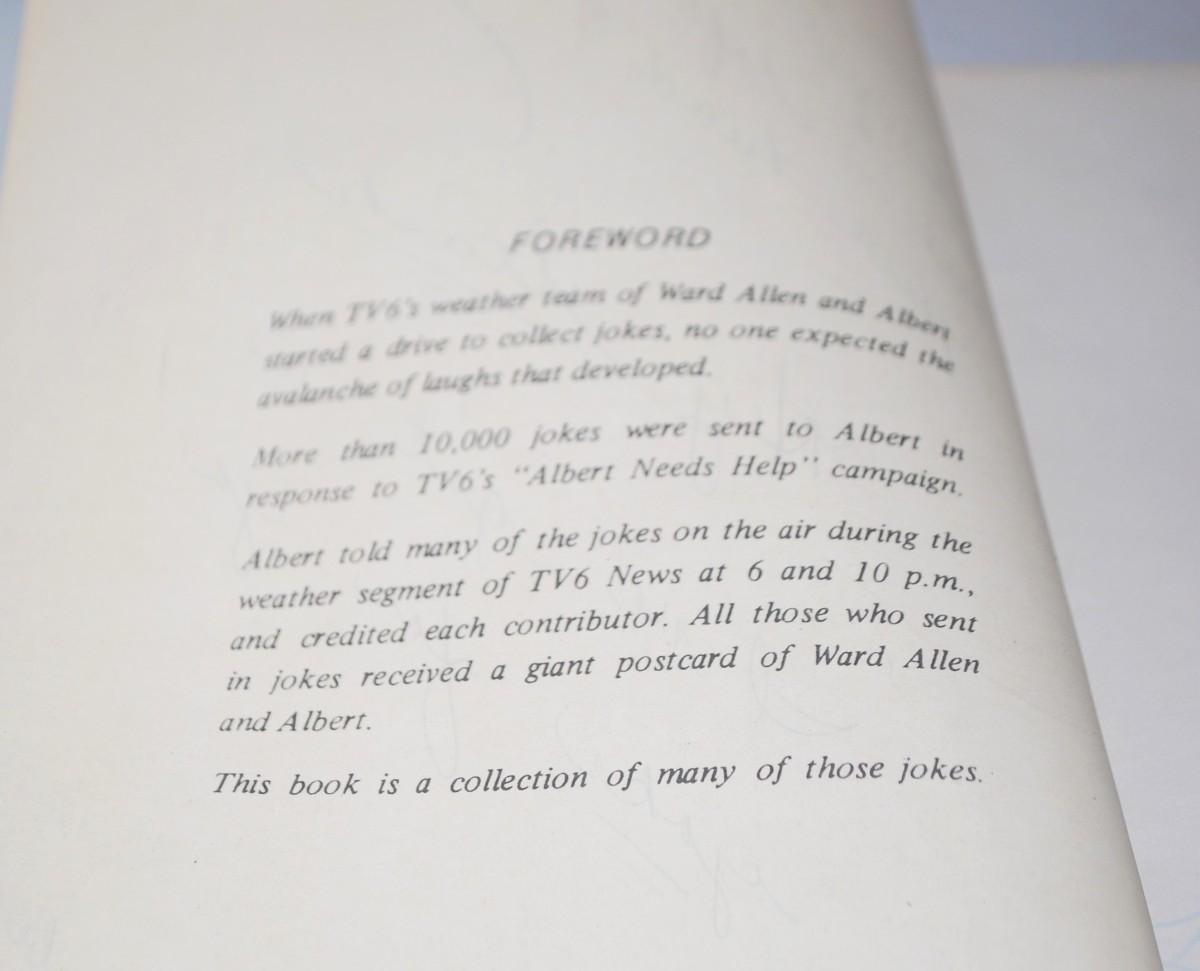 FOREWORD
When TV6's weather team of Ward Allen and Albert
started a drive to collect jokes, no one expected the
avalanche of laughs that developed.
More than 10,000 jokes were sent to Albert in
response to TV6's "Albert Needs Help" campaign.
Albert told many of the jokes on the air during the
weather segment of TV6 News at 6 and 10 p.m.,
and credited each contributor. All those who sent
in jokes received a giant postcard of Ward Allen
and Albert.
This book is a collection of many of those jokes.